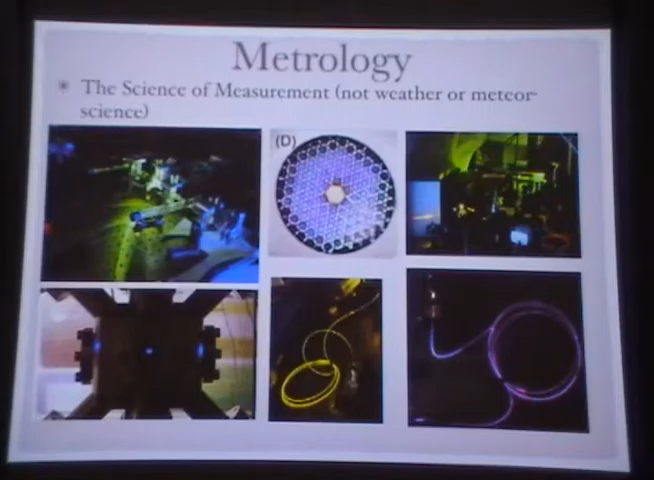 Metrology
* The Science of Measurement (not weather or meteor
science)
(D)